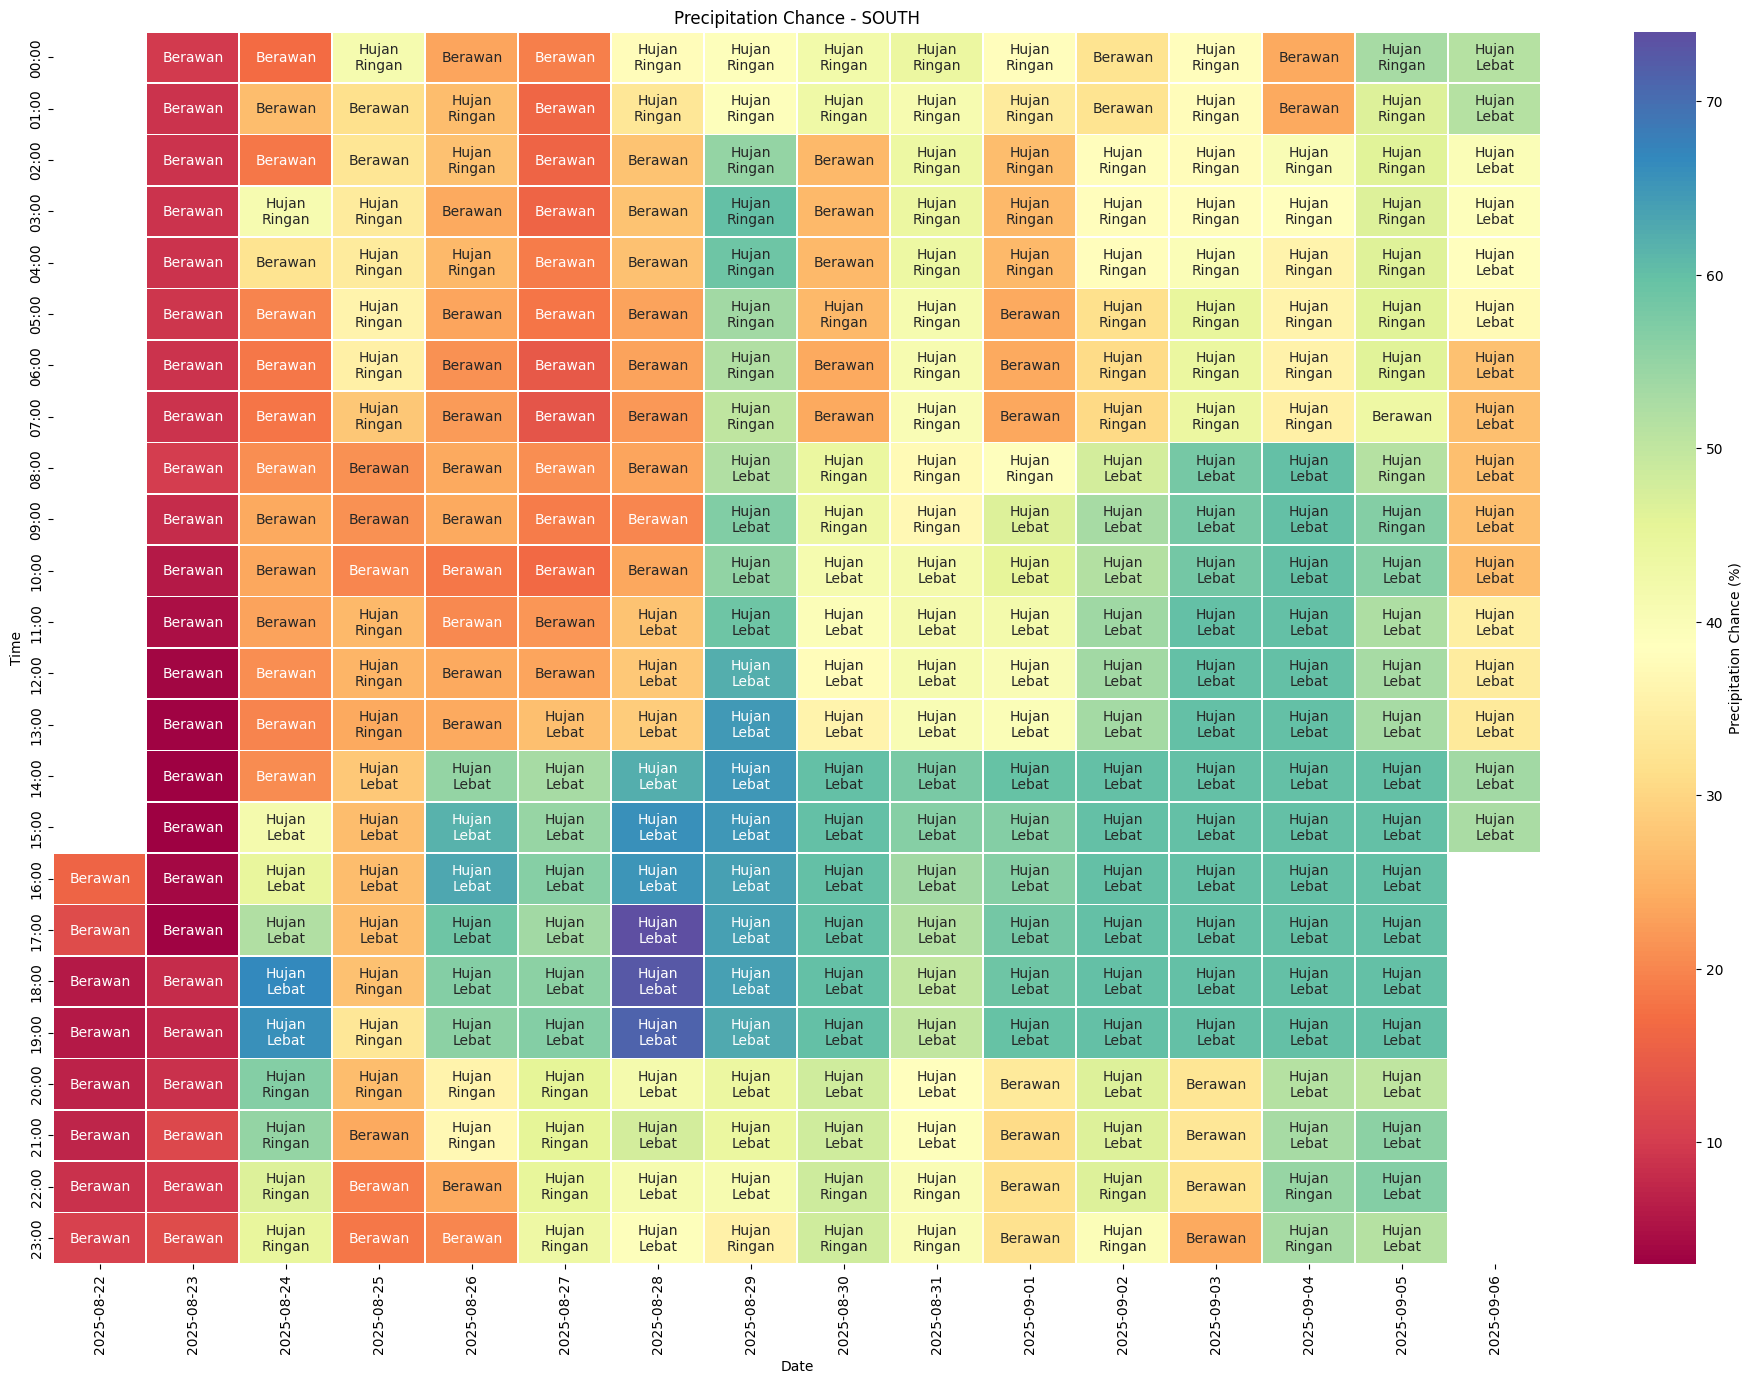 Precipitation Chance - SOUTH
00:00 Berawan Berawan Hujan Ringan Berawan Berawan Hujan Ringan Hujan Ringan Hujan Ringan Hujan Ringan Hujan Ringan Berawan Hujan Ringan Berawan Hujan Ringan Hujan Lebat
01:00 Berawan Berawan Berawan Hujan Ringan Berawan Hujan Ringan Hujan Ringan Hujan Ringan Hujan Ringan Hujan Ringan Berawan Hujan Ringan Berawan Hujan Ringan Hujan Lebat
02:00 Berawan Berawan Berawan Hujan Ringan Berawan Berawan Hujan Ringan Berawan Hujan Ringan Hujan Ringan Hujan Ringan Hujan Ringan Hujan Ringan Hujan Ringan Hujan Lebat
03:00 Berawan Hujan Ringan Hujan Ringan Berawan Berawan Berawan Hujan Ringan Berawan Hujan Ringan Hujan Ringan Hujan Ringan Hujan Ringan Hujan Ringan Hujan Ringan Hujan Lebat
04:00 Berawan Berawan Hujan Ringan Hujan Ringan Berawan Berawan Hujan Ringan Berawan Hujan Ringan Hujan Ringan Hujan Ringan Hujan Ringan Hujan Ringan Hujan Ringan Hujan Lebat
05:00 Berawan Berawan Hujan Ringan Berawan Berawan Berawan Hujan Ringan Hujan Ringan Hujan Ringan Berawan Hujan Ringan Hujan Ringan Hujan Ringan Hujan Ringan Hujan Lebat
06:00 Berawan Berawan Hujan Ringan Berawan Berawan Berawan Hujan Ringan Berawan Hujan Ringan Berawan Hujan Ringan Hujan Ringan Hujan Ringan Hujan Ringan Hujan Lebat
07:00 Berawan Berawan Hujan Ringan Berawan Berawan Berawan Hujan Ringan Berawan Hujan Ringan Berawan Hujan Ringan Hujan Ringan Hujan Ringan Berawan Hujan Lebat
08:00 Berawan Berawan Berawan Berawan Berawan Berawan Hujan Lebat Hujan Ringan Hujan Ringan Hujan Ringan Hujan Lebat Hujan Lebat Hujan Lebat Hujan Ringan Hujan Lebat
09:00 Berawan Berawan Berawan Berawan Berawan Berawan Hujan Lebat Hujan Ringan Hujan Ringan Hujan Lebat Hujan Lebat Hujan Lebat Hujan Lebat Hujan Ringan Hujan Lebat
10:00 Berawan Berawan Berawan Berawan Berawan Berawan Hujan Lebat Hujan Lebat Hujan Lebat Hujan Lebat Hujan Lebat Hujan Lebat Hujan Lebat Hujan Lebat Hujan Lebat
11:00 Berawan Berawan Hujan Ringan Berawan Berawan Hujan Lebat Hujan Lebat Hujan Lebat Hujan Lebat Hujan Lebat Hujan Lebat Hujan Lebat Hujan Lebat Hujan Lebat Hujan Lebat
12:00 Berawan Berawan Hujan Ringan Berawan Berawan Hujan Lebat Hujan Lebat Hujan Lebat Hujan Lebat Hujan Lebat Hujan Lebat Hujan Lebat Hujan Lebat Hujan Lebat Hujan Lebat
13:00 Berawan Berawan Hujan Ringan Berawan Hujan Lebat Hujan Lebat Hujan Lebat Hujan Lebat Hujan Lebat Hujan Lebat Hujan Lebat Hujan Lebat Hujan Lebat Hujan Lebat Hujan Lebat
14:00 Berawan Berawan Hujan Lebat Hujan Lebat Hujan Lebat Hujan Lebat Hujan Lebat Hujan Lebat Hujan Lebat Hujan Lebat Hujan Lebat Hujan Lebat Hujan Lebat Hujan Lebat Hujan Lebat
15:00 Berawan Hujan Lebat Hujan Lebat Hujan Lebat Hujan Lebat Hujan Lebat Hujan Lebat Hujan Lebat Hujan Lebat Hujan Lebat Hujan Lebat Hujan Lebat Hujan Lebat Hujan Lebat Hujan Lebat
16:00 Berawan Berawan Hujan Lebat Hujan Lebat Hujan Lebat Hujan Lebat Hujan Lebat Hujan Lebat Hujan Lebat Hujan Lebat Hujan Lebat Hujan Lebat Hujan Lebat Hujan Lebat Hujan Lebat
17:00 Berawan Berawan Hujan Lebat Hujan Lebat Hujan Lebat Hujan Lebat Hujan Lebat Hujan Lebat Hujan Lebat Hujan Lebat Hujan Lebat Hujan Lebat Hujan Lebat Hujan Lebat Hujan Lebat
18:00 Berawan Berawan Hujan Lebat Hujan Ringan Hujan Lebat Hujan Lebat Hujan Lebat Hujan Lebat Hujan Lebat Hujan Lebat Hujan Lebat Hujan Lebat Hujan Lebat Hujan Lebat Hujan Lebat
19:00 Berawan Berawan Hujan Lebat Hujan Ringan Hujan Lebat Hujan Lebat Hujan Lebat Hujan Lebat Hujan Lebat Hujan Lebat Hujan Lebat Hujan Lebat Hujan Lebat Hujan Lebat Hujan Lebat
20:00 Berawan Berawan Hujan Ringan Hujan Ringan Hujan Ringan Hujan Ringan Hujan Lebat Hujan Lebat Hujan Lebat Hujan Lebat Berawan Hujan Lebat Berawan Hujan Lebat Hujan Lebat
21:00 Berawan Berawan Hujan Ringan Berawan Hujan Ringan Hujan Ringan Hujan Lebat Hujan Lebat Hujan Lebat Hujan Lebat Berawan Hujan Lebat Berawan Hujan Lebat Hujan Lebat
22:00 Berawan Berawan Hujan Ringan Berawan Berawan Hujan Ringan Hujan Lebat Hujan Lebat Hujan Ringan Hujan Ringan Berawan Hujan Ringan Berawan Hujan Ringan Hujan Lebat
23:00 Berawan Berawan Hujan Ringan Berawan Berawan Hujan Ringan Hujan Lebat Hujan Ringan Hujan Ringan Hujan Ringan Berawan Hujan Ringan Berawan Hujan Ringan Hujan Lebat
Time
2025-08-22 2025-08-23 2025-08-24 2025-08-25 2025-08-26 2025-08-27 2025-08-28 2025-08-29 2025-08-30 2025-08-31 2025-09-01 2025-09-02 2025-09-03 2025-09-04 2025-09-05 2025-09-06
Date
70
60
50
40
30
20
10
Precipitation Chance (%)